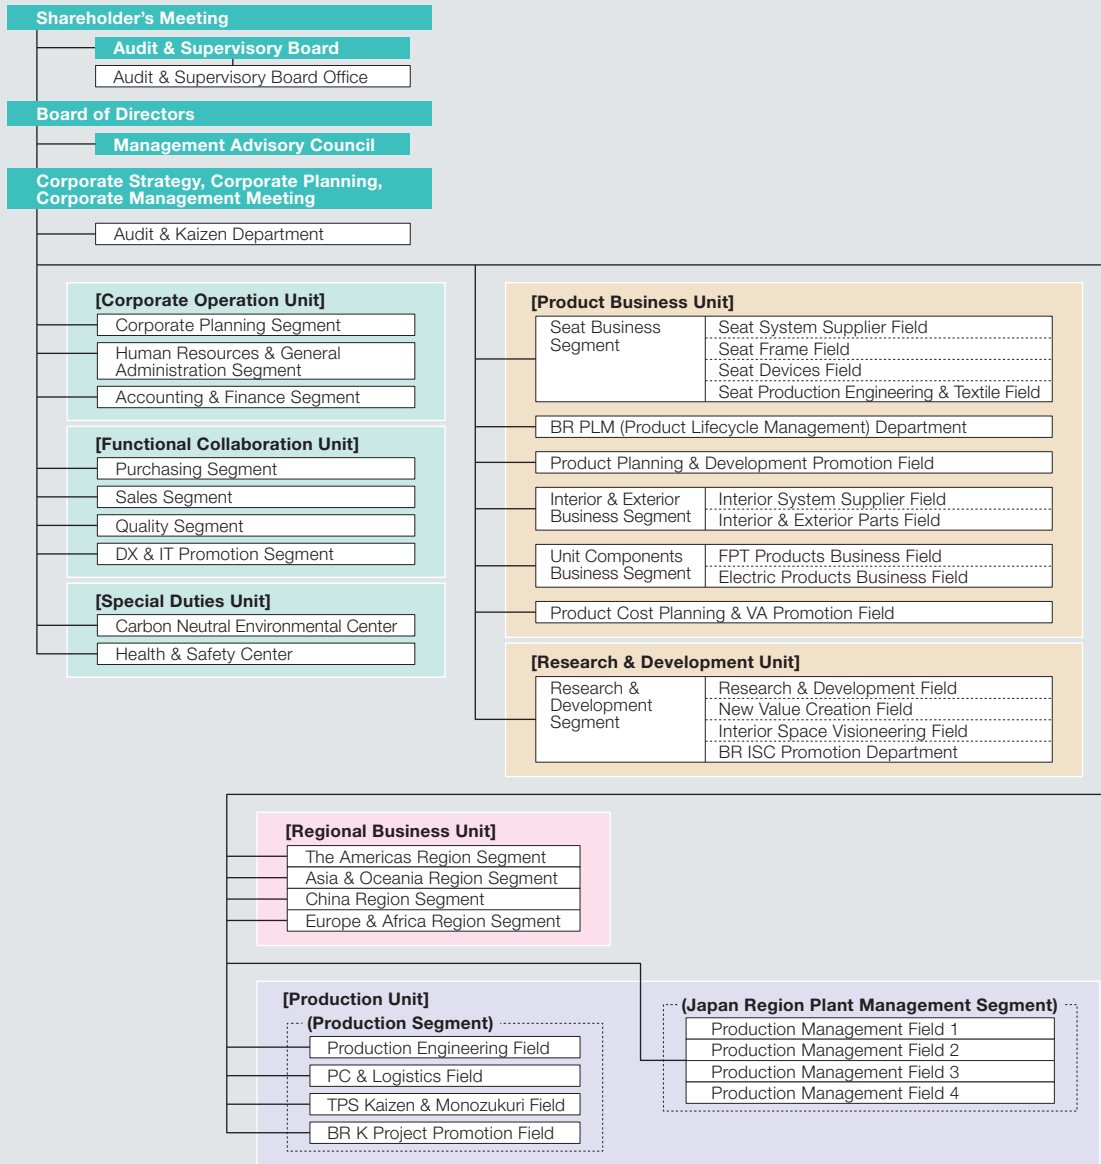 Shareholder’s Meeting
Audit & Supervisory Board
Audit & Supervisory Board Office
Board of Directors
Management Advisory Council
Corporate Strategy, Corporate Planning,
Corporate Management Meeting
Audit & Kaizen Department
[Corporate Operation Unit]
Corporate Planning Segment
Human Resources & General
Administration Segment
Accounting & Finance Segment
[Functional Collaboration Unit]
Purchasing Segment
Sales Segment
Quality Segment
DX & IT Promotion Segment
[Special Duties Unit]
Carbon Neutral Environmental Center
Health & Safety Center
[Product Business Unit]
Seat Business
Segment
Seat System Supplier Field
Seat Frame Field
Seat Devices Field
Seat Production Engineering & Textile Field
BR PLM (Product Lifecycle Management) Department
Product Planning & Development Promotion Field
Interior & Exterior
Business Segment
Interior System Supplier Field
Interior & Exterior Parts Field
Unit Components
Business Segment
FPT Products Business Field
Electric Products Business Field
Product Cost Planning & VA Promotion Field
[Research & Development Unit]
Research &
Development
Segment
Research & Development Field
New Value Creation Field
Interior Space Visioneering Field
BR ISC Promotion Department
[Regional Business Unit]
The Americas Region Segment
Asia & Oceania Region Segment
China Region Segment
Europe & Africa Region Segment
[Production Unit]
(Production Segment)
Production Engineering Field
PC & Logistics Field
TPS Kaizen & Monozukuri Field
BR K Project Promotion Field
(Japan Region Plant Management Segment)
Production Management Field 1
Production Management Field 2
Production Management Field 3
Production Management Field 4